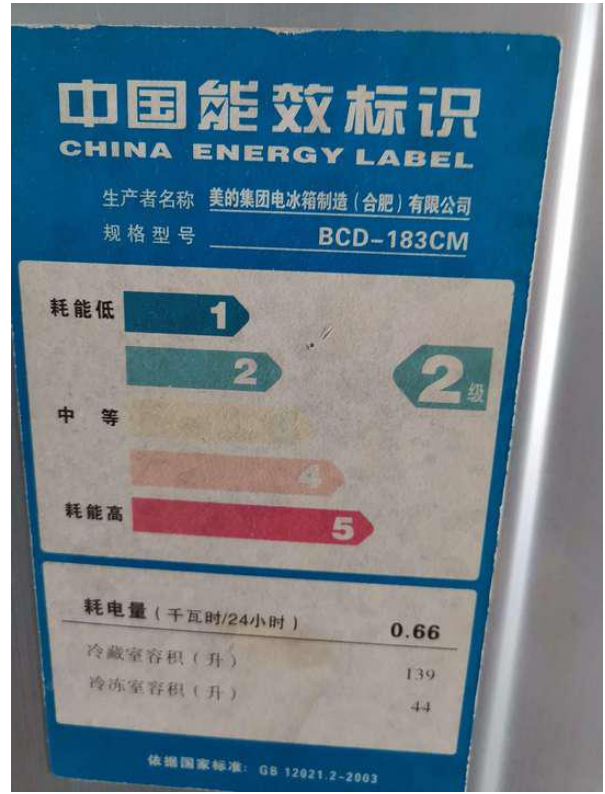 中国能效标识
CHINA ENERGY LABEL
生产者名称 美的集团电冰箱制造(合肥)有限公司
规格型号 BCD-183CM
耗能低 1
2 2级
中 等
4
耗能高 5
耗电量(千瓦时/24小时) 0.66
冷藏室容积(升) 139
冷冻室容积(升) 44
依据国家标准: GB 12021.2-2003